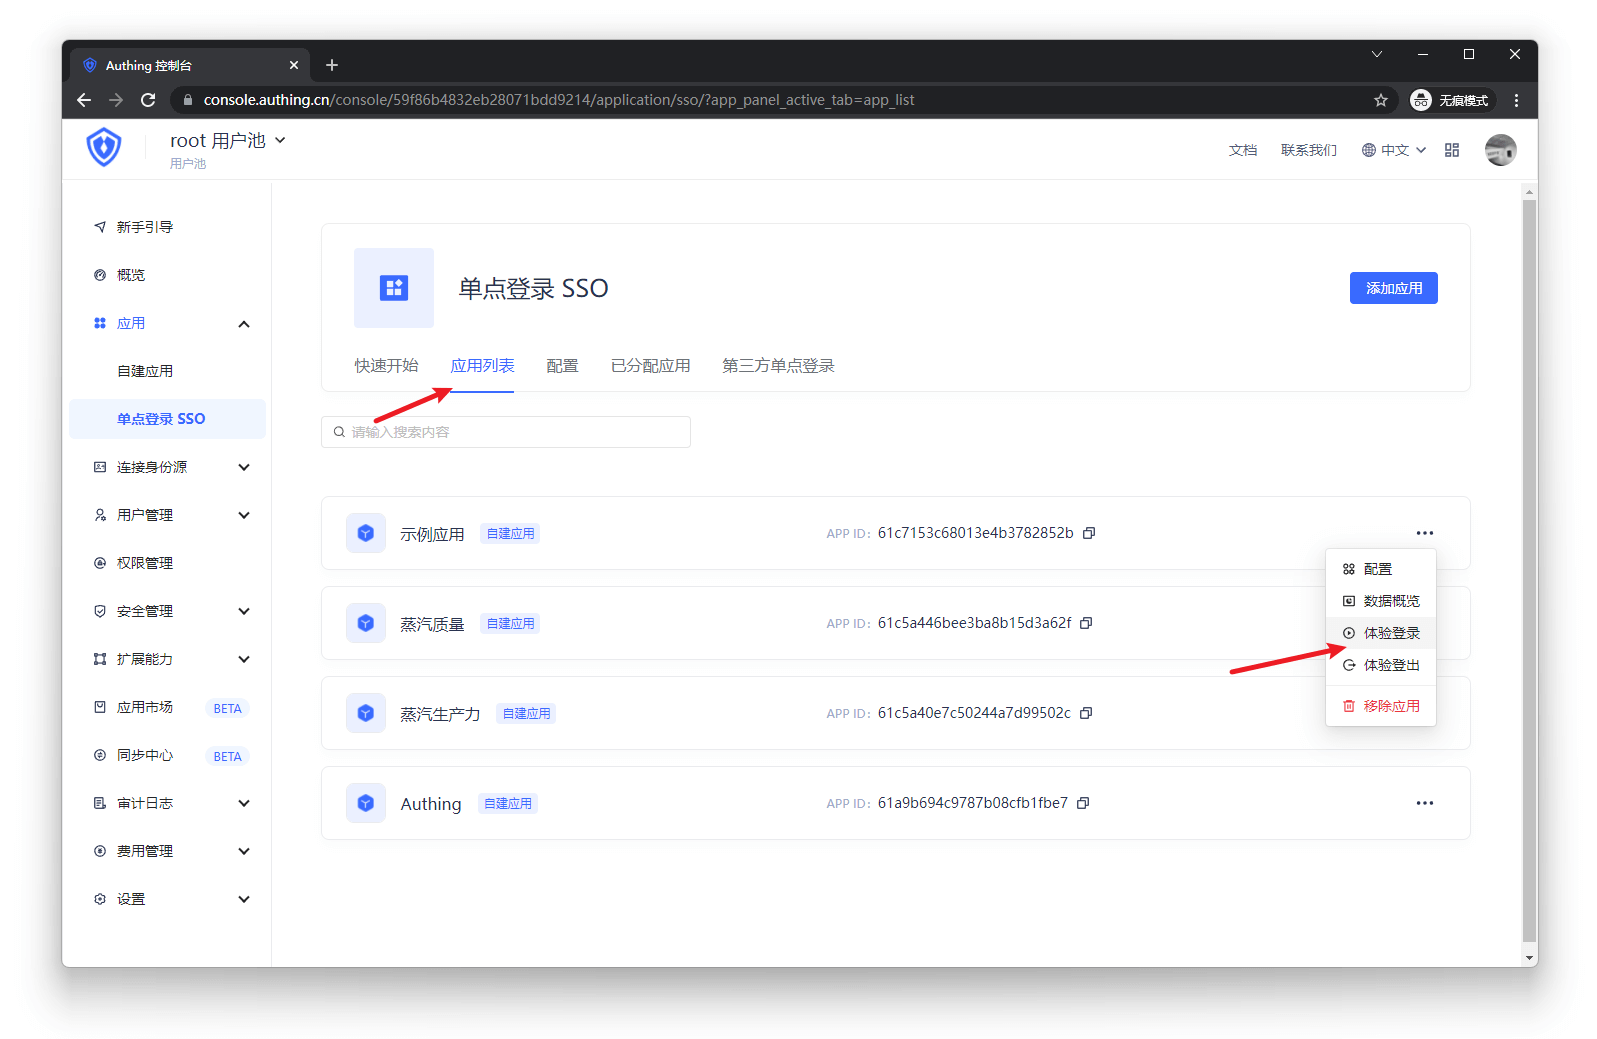 Authing 控制台
console.authing.cn/console/59f86b4832eb28071bdd9214/application/sso/?app_panel_active_tab=app_list
无痕模式
root 用户池
用户池
文档 联系我们 中文
新手引导
概览
应用
自建应用
单点登录 SSO
连接身份源
用户管理
权限管理
安全管理
扩展能力
应用市场 BETA
同步中心 BETA
审计日志
费用管理
设置
单点登录 SSO
添加应用
快速开始 应用列表 配置 已分配应用 第三方单点登录
请输入搜索内容
示例应用 自建应用 APP ID: 61c7153c68013e4b3782852b
蒸汽质量 自建应用 APP ID: 61c5a446bee3ba8b15d3a62f
蒸汽生产力 自建应用 APP ID: 61c5a40e7c50244a7d99502c
Authing 自建应用 APP ID: 61a9b694c9787b08cfb1fbe7
配置
数据概览
体验登录
体验登出
移除应用